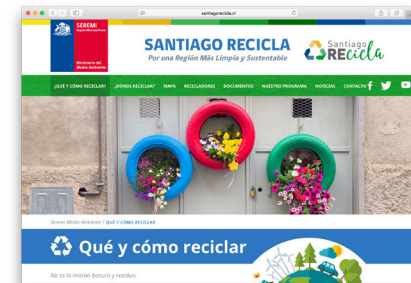 santiagorecicla.cl
SEREMI
Región Metropolitana
Ministerio del
Medio Ambiente
SANTIAGO RECICLA
Por una Región Más Limpia y Sustentable
Santiago
REcicla
¿QUÉ Y CÓMO RECICLAR? ¿DÓNDE RECICLAR? MAPA RECICLADORES DOCUMENTOS NUESTRO PROGRAMA NOTICIAS CONTACTO
Seremi Medio Ambiente / QUÉ Y CÓMO RECICLAR
Qué y cómo reciclar
No es lo mismo basura y residuo.